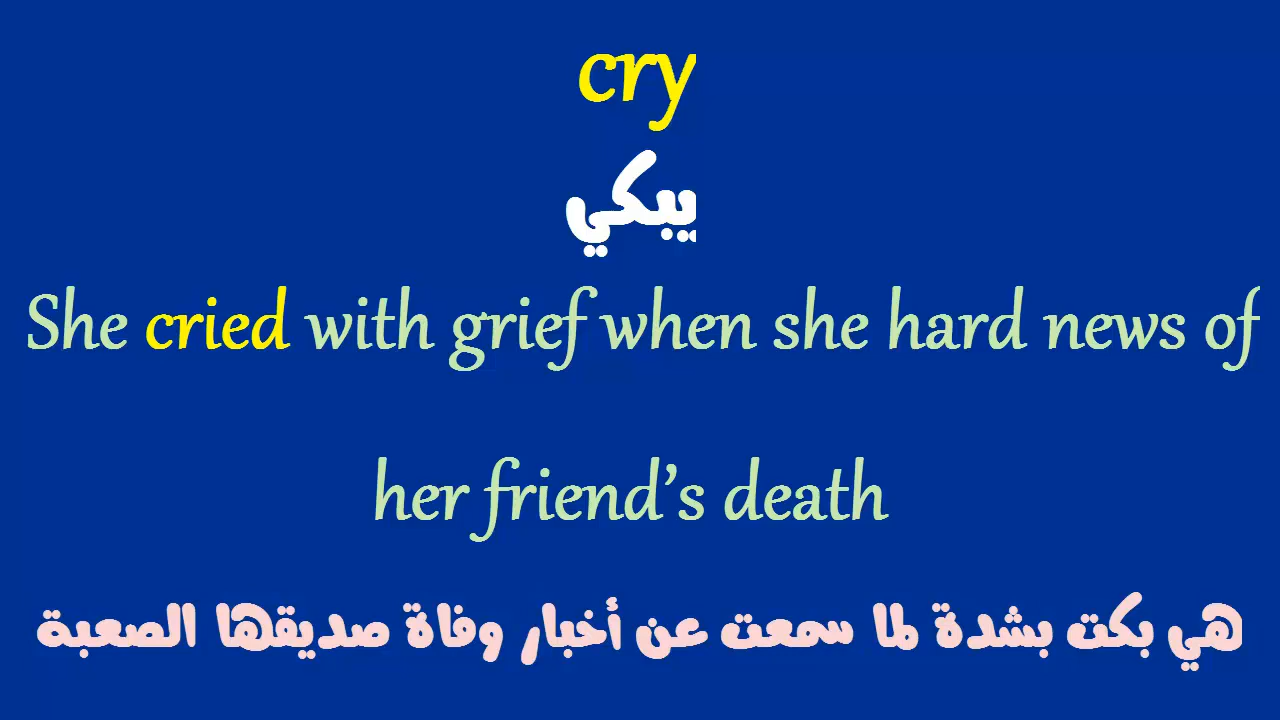 cry
يبكي
She cried with grief when she hard news of
her friend’s death
هي بكت بشدة لما سمعت عن أخبار وفاة صديقها الصعبة